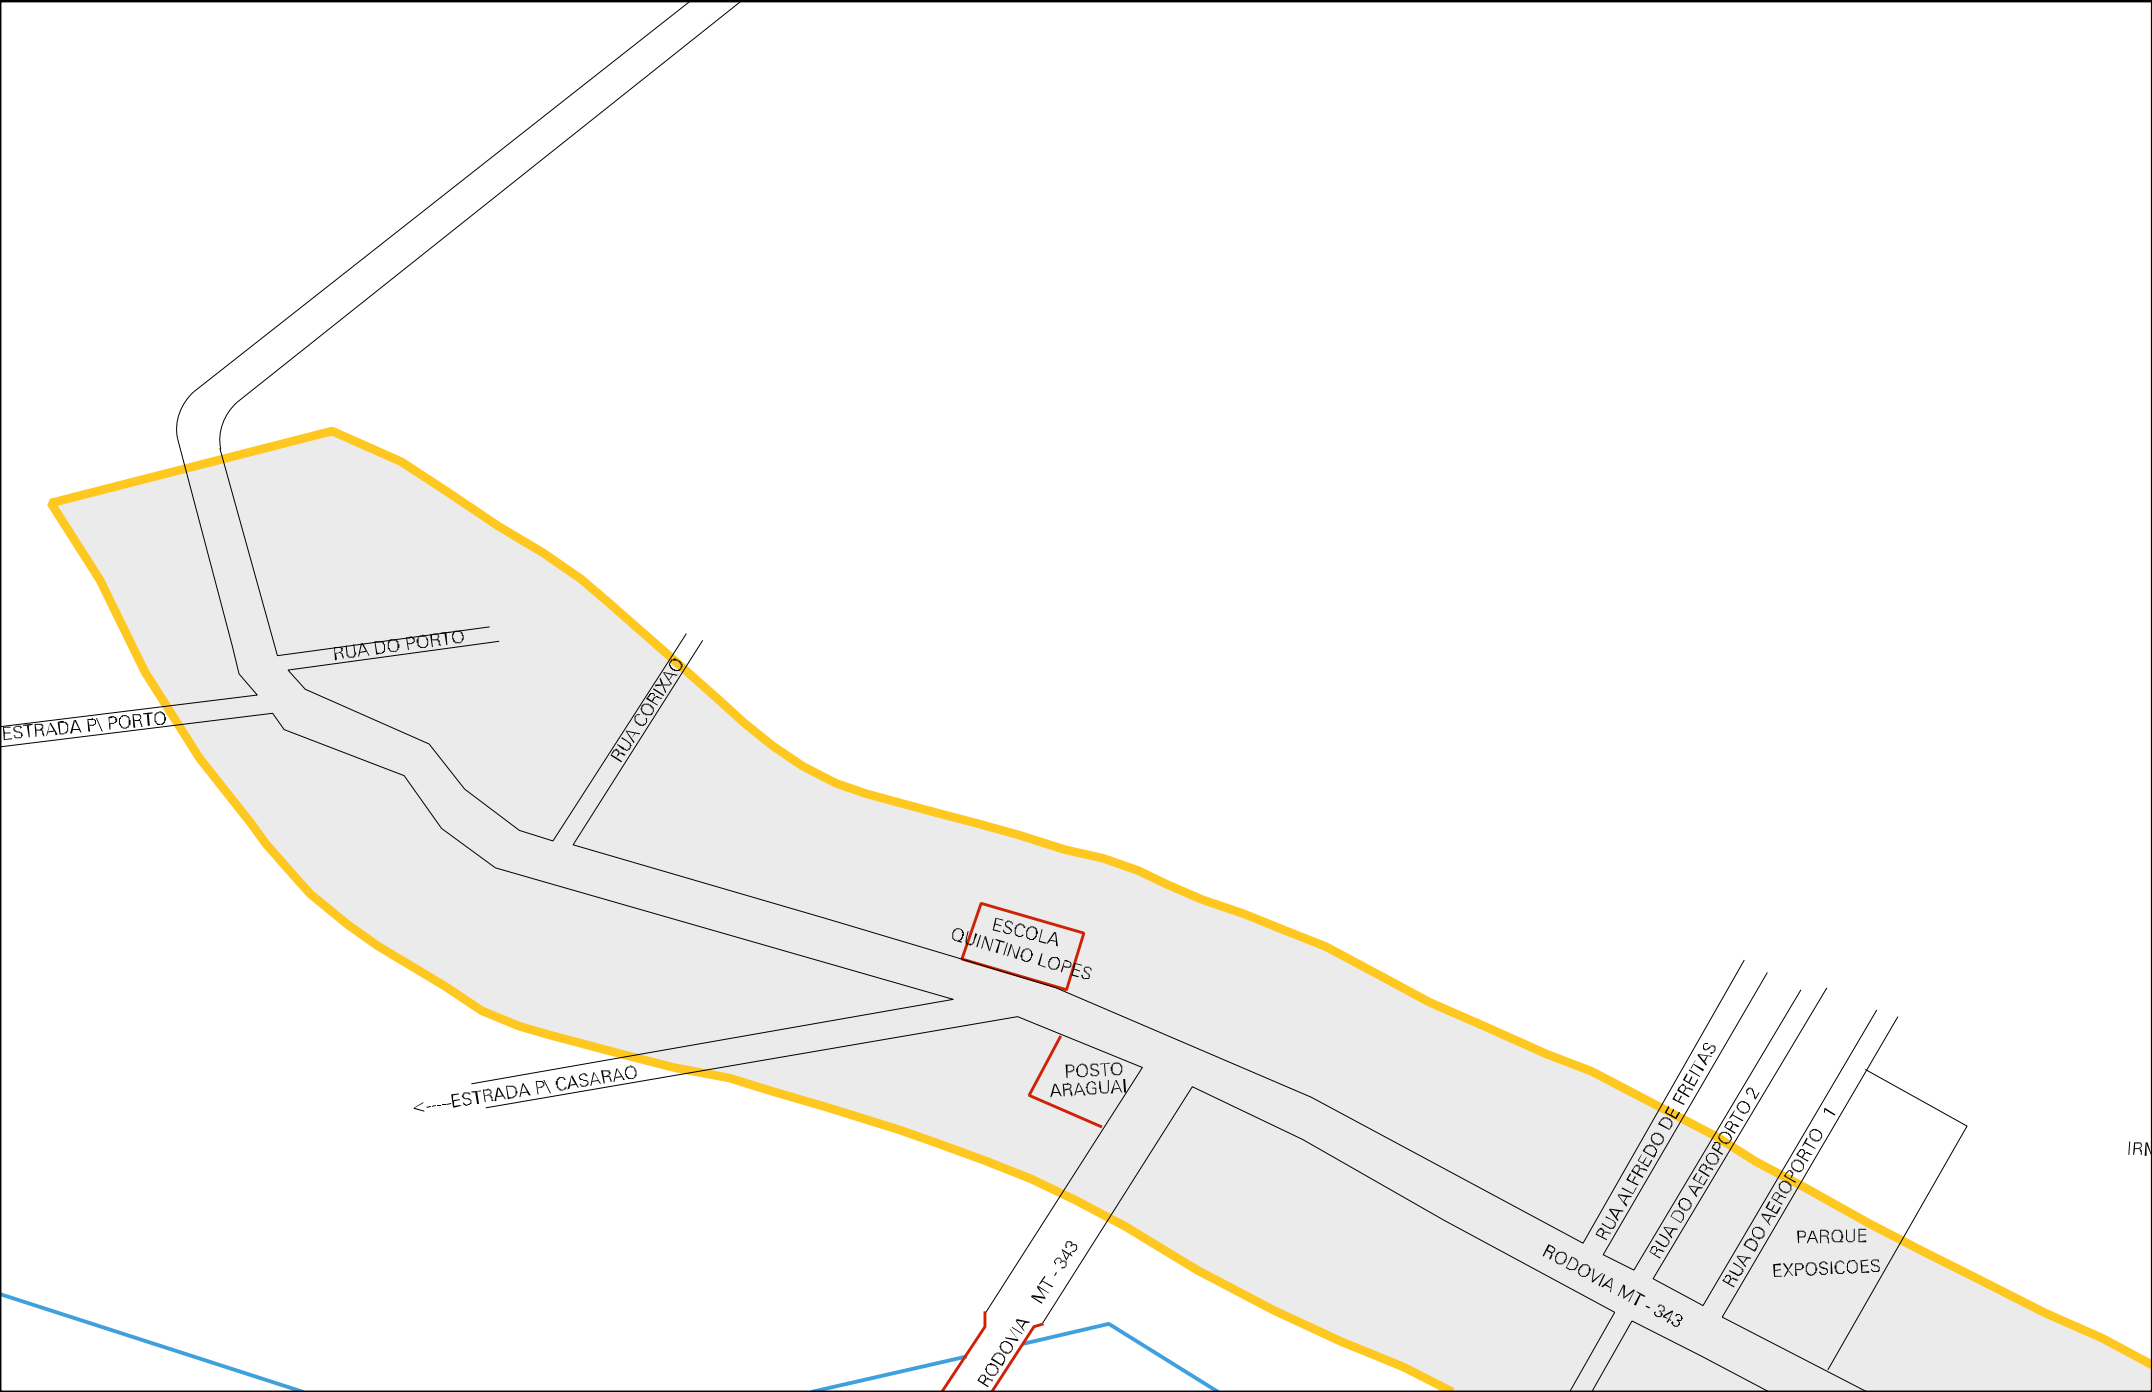 RUA DO PORTO
RUA CORIXAO
ESTRADA P\ PORTO
ESCOLA
QUINTINO LOPES
POSTO
ARAGUAI
<----ESTRADA P\ CASARAO
RUA ALFREDO DE FREITAS
RUA DO AEROPORTO 2
RUA DO AEROPORTO 1
IRM
PARQUE
EXPOSICOES
RODOVIA MT - 343
RODOVIA MT - 343